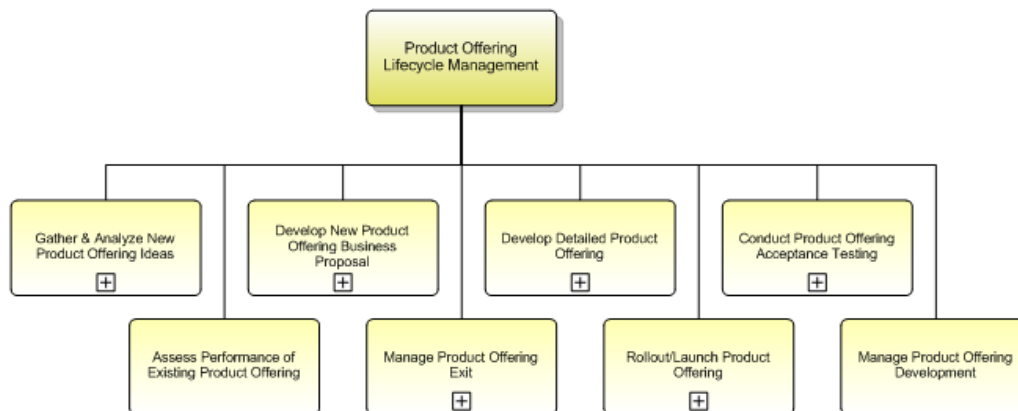 Product Offering
Lifecycle Management
Gather & Analyze New
Product Offering Ideas
Develop New Product
Offering Business
Proposal
Develop Detailed Product
Offering
Conduct Product Offering
Acceptance Testing
Assess Performance of
Existing Product Offering
Manage Product Offering
Exit
Rollout/Launch Product
Offering
Manage Product Offering
Development